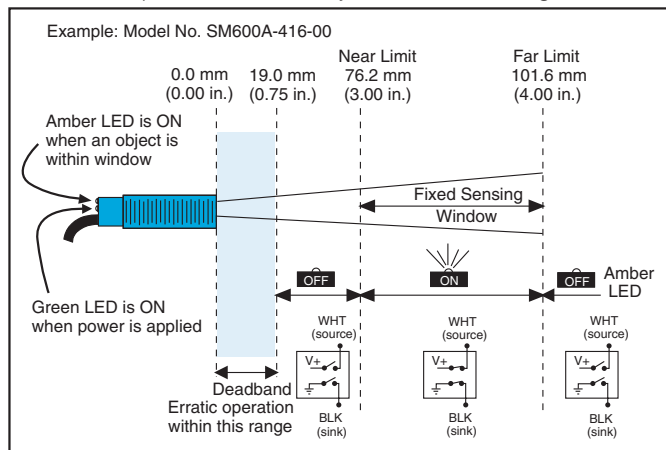 Example: Model No. SM600A-416-00
0.0 mm
(0.00 in.)
19.0 mm
(0.75 in.)
Near Limit
76.2 mm
(3.00 in.)
Far Limit
101.6 mm
(4.00 in.)
Amber LED is ON
when an object is
within window
Fixed Sensing
Window
OFF
ON
OFF
Amber
LED
Green LED is ON
when power is applied
WHT
(source)
V+
BLK
(sink)
WHT
(source)
V+
BLK
(sink)
WHT
(source)
V+
BLK
(sink)
Deadband
Erratic operation
within this range